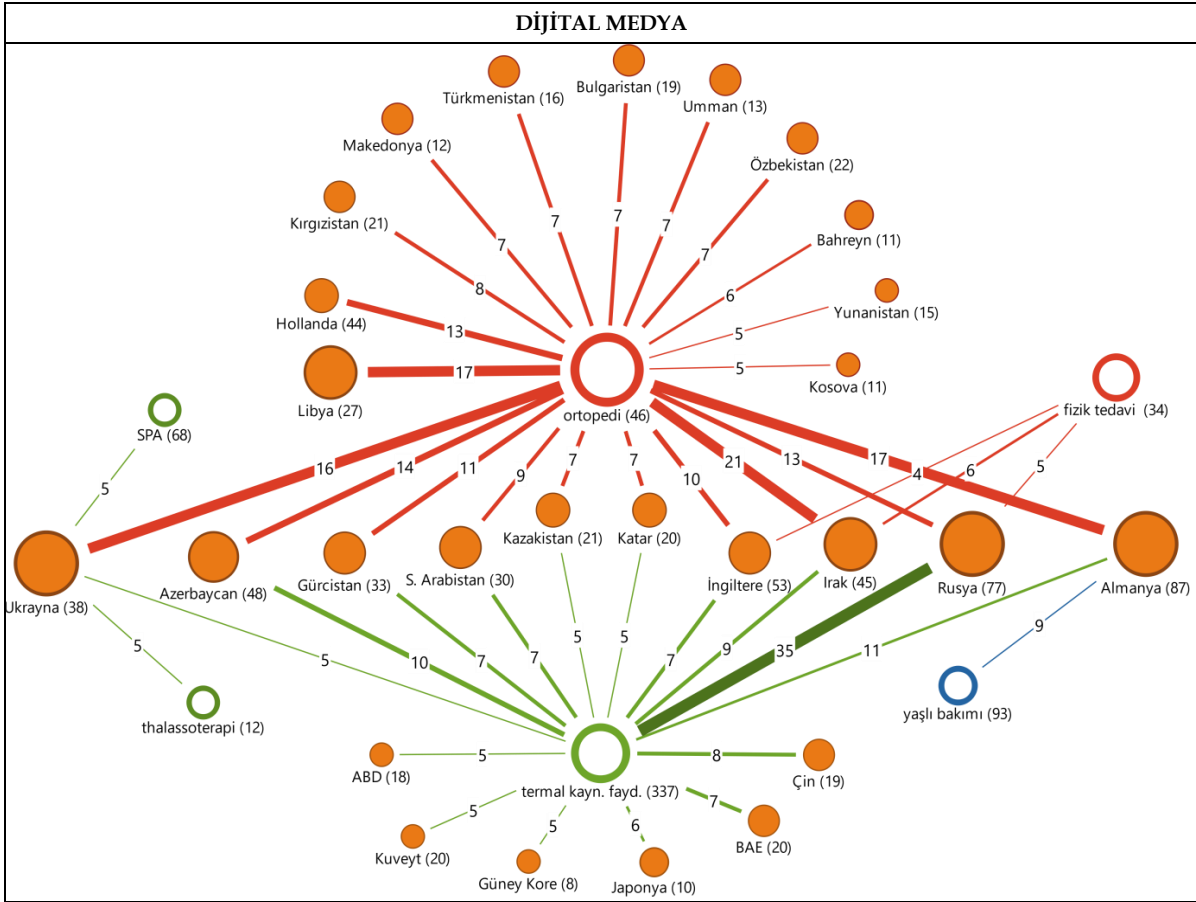 DİJİTAL MEDYA
Bulgaristan (19)
Türkmenistan (16)
Umman (13)
Makedonya (12)
Özbekistan (22)
Kırgızistan (21)
Bahreyn (11)
7
7
7
7
7
7
8
6
Hollanda (44)
Yunanistan (15)
13
5
17
5
Kosova (11)
Libya (27)
ortopedi (46)
fizik tedavi (34)
SPA (68)
16
14
11
9
7
7
10
21
13
17
4
6
5
5
Kazakistan (21)
Katar (20)
Ukrayna (38)
Azerbaycan (48)
Gürcistan (33)
S. Arabistan (30)
İngiltere (53)
Irak (45)
Rusya (77)
Almanya (87)
5
5
10
7
7
5
5
7
9
35
11
9
thalassoterapi (12)
yaşlı bakımı (93)
ABD (18)
5
termal kayn. fayd. (337)
8
Çin (19)
5
5
6
7
Kuveyt (20)
Güney Kore (8)
Japonya (10)
BAE (20)